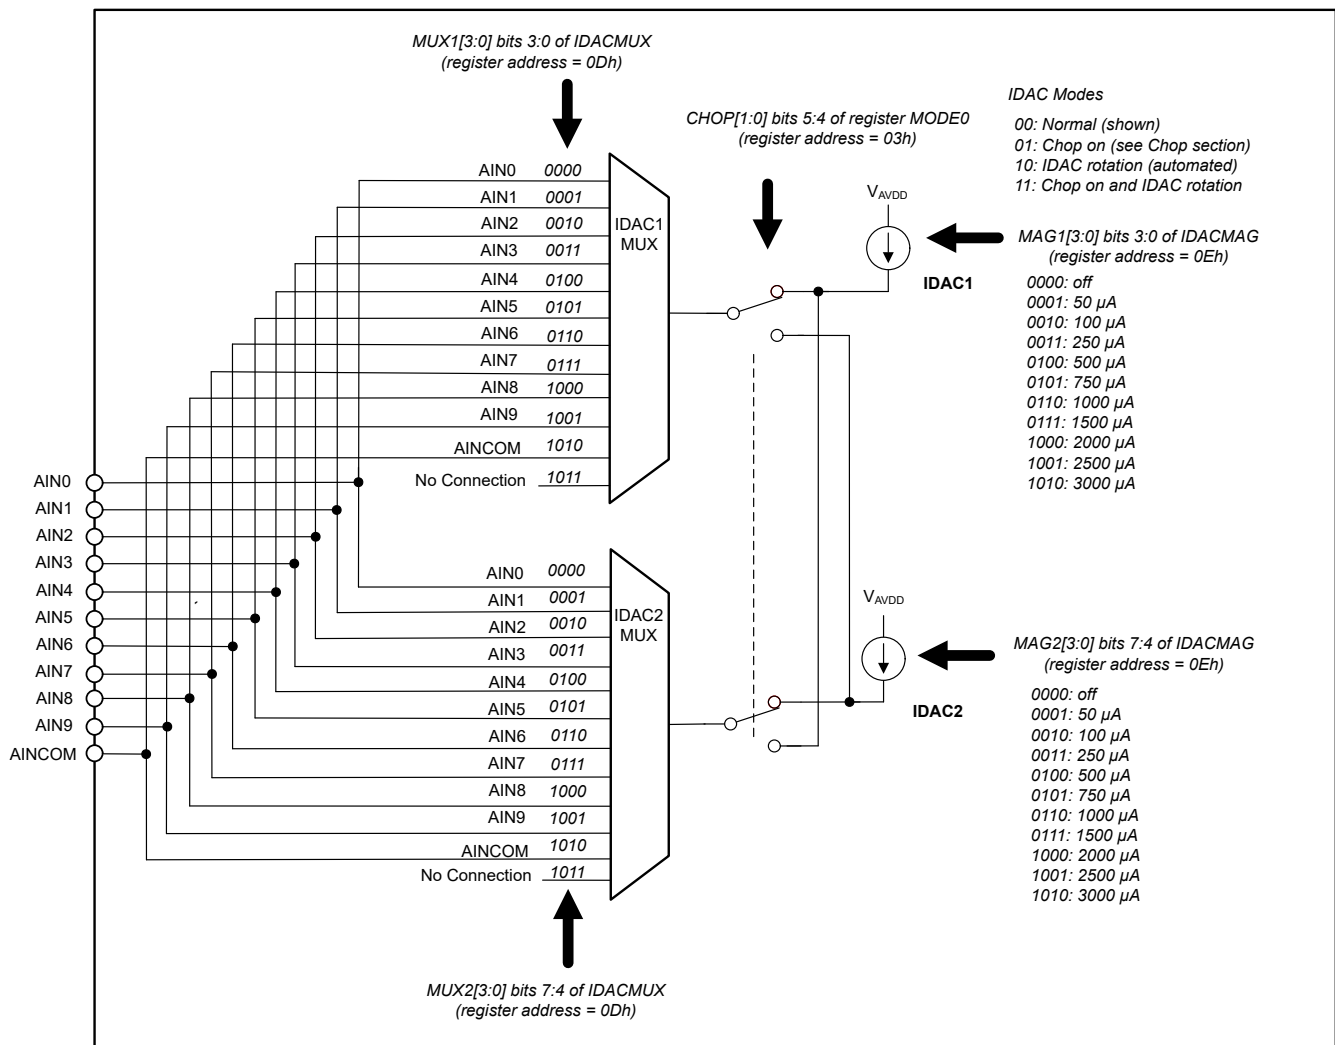 MUX1[3:0] bits 3:0 of IDACMUX
(register address = 0Dh)
CHOP[1:0] bits 5:4 of register MODE0
(register address = 03h)
IDAC Modes
00: Normal (shown)
01: Chop on (see Chop section)
10: IDAC rotation (automated)
11: Chop on and IDAC rotation
AIN0 0000
AIN1 0001
AIN2 0010
AIN3 0011
AIN4 0100
AIN5 0101
AIN6 0110
AIN7 0111
AIN8 1000
AIN9 1001
AINCOM 1010
No Connection 1011
IDAC1
MUX
VAVDD
IDAC1
MAG1[3:0] bits 3:0 of IDACMAG
(register address = 0Eh)
0000: off
0001: 50 µA
0010: 100 µA
0011: 250 µA
0100: 500 µA
0101: 750 µA
0110: 1000 µA
0111: 1500 µA
1000: 2000 µA
1001: 2500 µA
1010: 3000 µA
AIN0
AIN1
AIN2
AIN3
AIN4
AIN5
AIN6
AIN7
AIN8
AIN9
AINCOM
AIN0 0000
AIN1 0001
AIN2 0010
AIN3 0011
AIN4 0100
AIN5 0101
AIN6 0110
AIN7 0111
AIN8 1000
AIN9 1001
AINCOM 1010
No Connection 1011
IDAC2
MUX
VAVDD
IDAC2
MAG2[3:0] bits 7:4 of IDACMAG
(register address = 0Eh)
0000: off
0001: 50 µA
0010: 100 µA
0011: 250 µA
0100: 500 µA
0101: 750 µA
0110: 1000 µA
0111: 1500 µA
1000: 2000 µA
1001: 2500 µA
1010: 3000 µA
MUX2[3:0] bits 7:4 of IDACMUX
(register address = 0Dh)